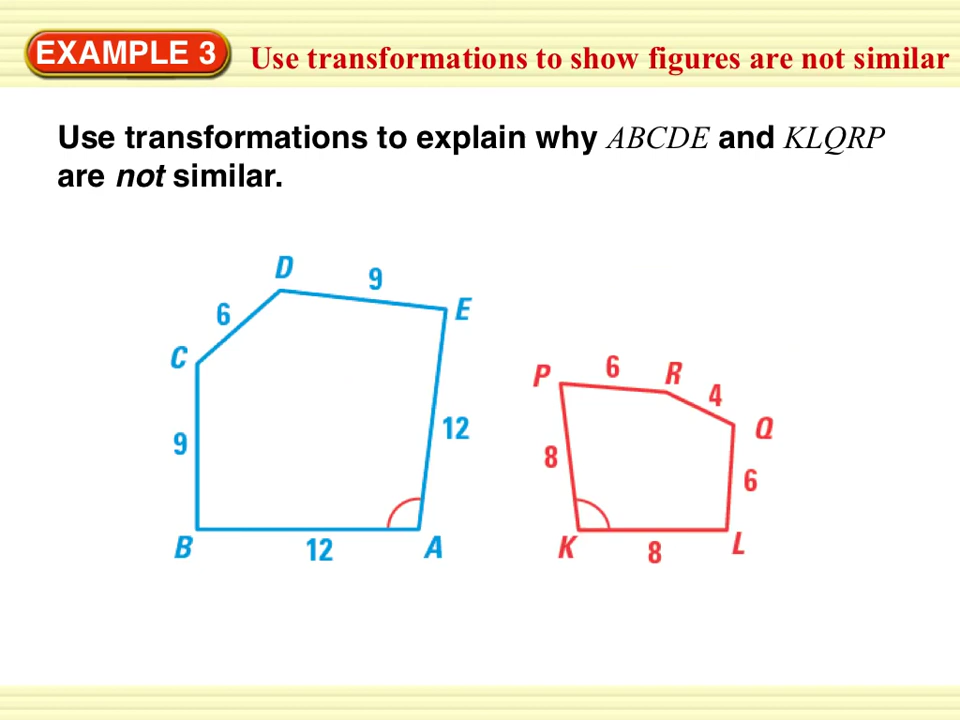 EXAMPLE 3
Use transformations to show figures are not similar
Use transformations to explain why ABCDE and KLQRP
are not similar.
D
9
E
6
C
9
12
B
12
A
P
6
R
4
Q
8
6
K
8
L